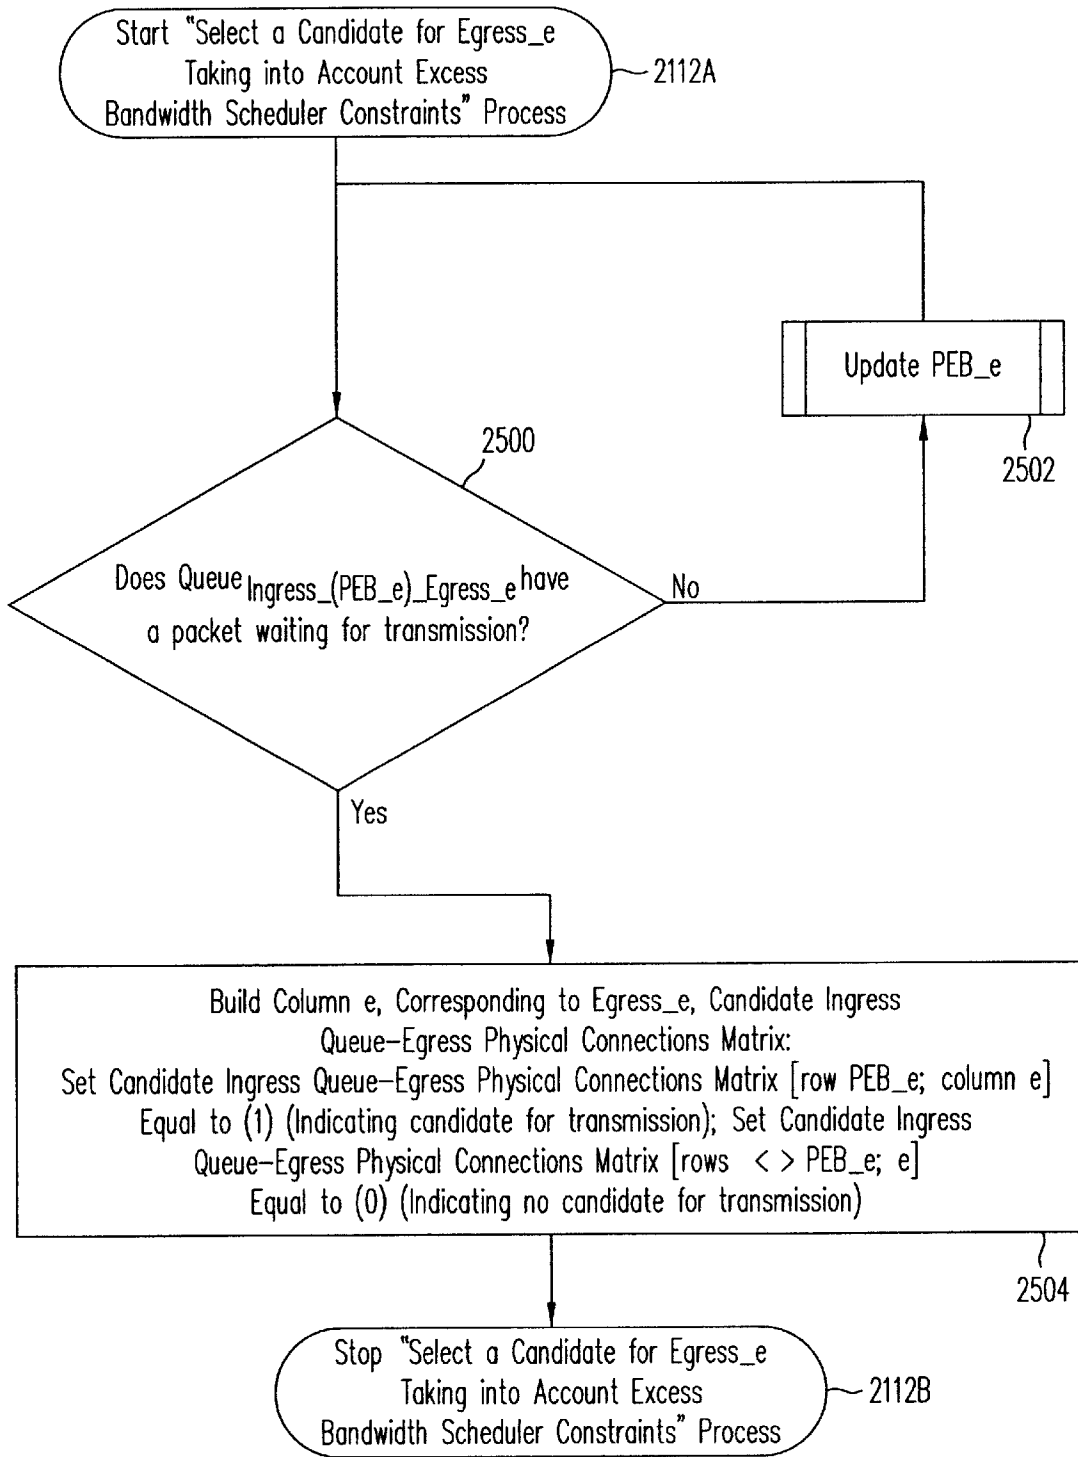 Start "Select a Candidate for Egress_e
Taking into Account Excess
Bandwidth Scheduler Constraints" Process
2112A
Update PEB_e
2502
2500
Does Queue Ingress_(PEB_e)_Egress_e have
a packet waiting for transmission?
No
Yes
Build Column e, Corresponding to Egress_e, Candidate Ingress
Queue-Egress Physical Connections Matrix:
Set Candidate Ingress Queue-Egress Physical Connections Matrix [row PEB_e; column e]
Equal to (1) (Indicating candidate for transmission); Set Candidate Ingress
Queue-Egress Physical Connections Matrix [rows < > PEB_e; e]
Equal to (0) (Indicating no candidate for transmission)
2504
Stop "Select a Candidate for Egress_e
Taking into Account Excess
Bandwidth Scheduler Constraints" Process
2112B